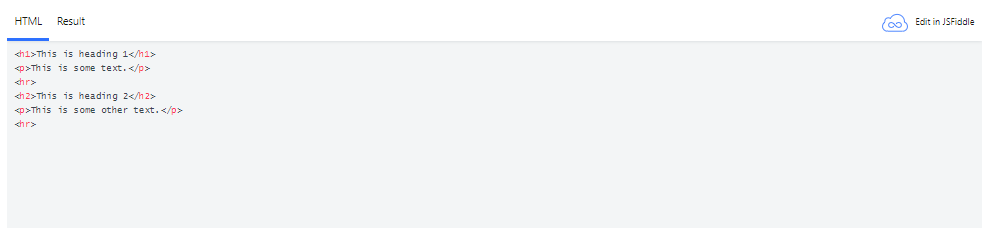 HTML Result Edit in JSFiddle
<h1>This is heading 1</h1>
<p>This is some text.</p>
<hr>
<h2>This is heading 2</h2>
<p>This is some other text.</p>
<hr>